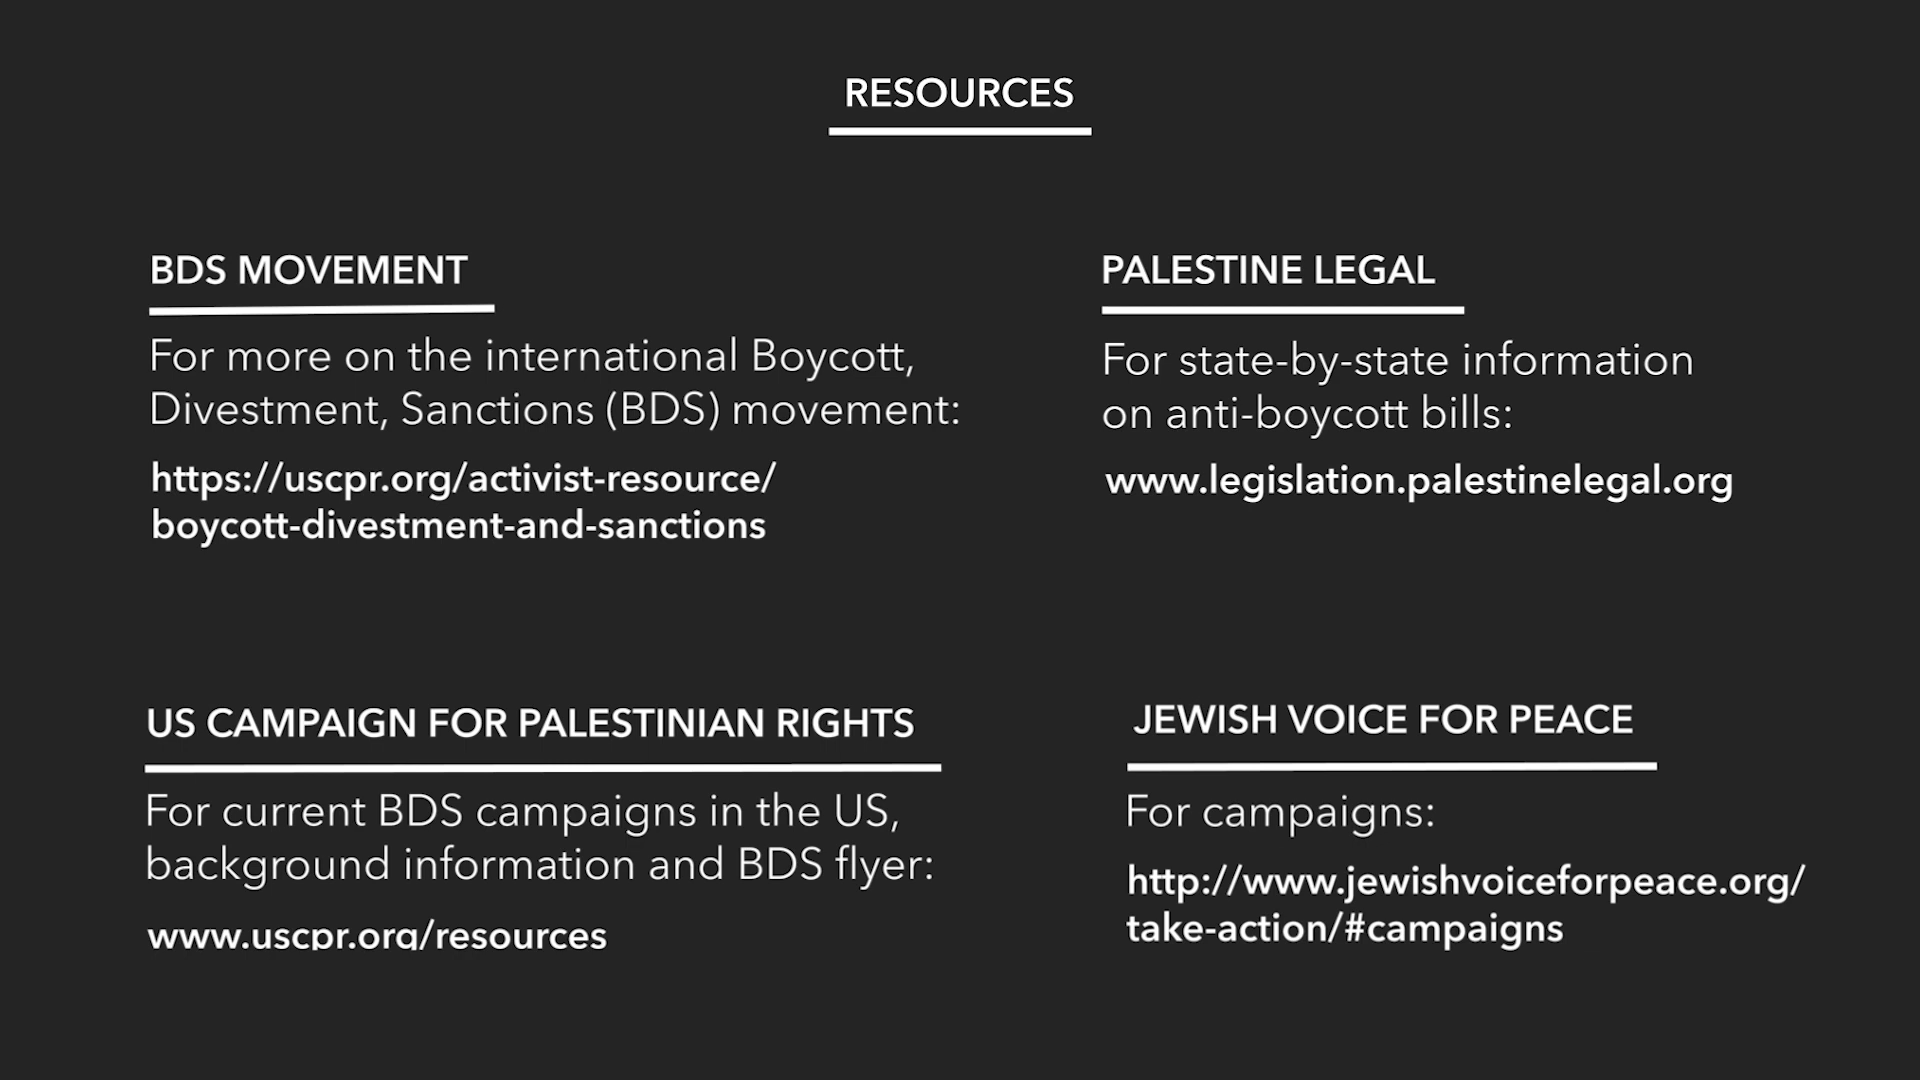 RESOURCES
BDS MOVEMENT
For more on the international Boycott,
Divestment, Sanctions (BDS) movement:
https://uscpr.org/activist-resource/
boycott-divestment-and-sanctions
PALESTINE LEGAL
For state-by-state information
on anti-boycott bills:
www.legislation.palestinelegal.org
US CAMPAIGN FOR PALESTINIAN RIGHTS
For current BDS campaigns in the US,
background information and BDS flyer:
www.uscpr.org/resources
JEWISH VOICE FOR PEACE
For campaigns:
http://www.jewishvoiceforpeace.org/
take-action/#campaigns